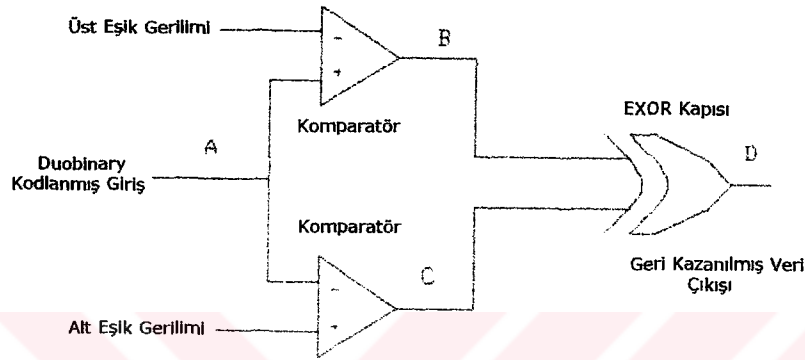 Üst Eşik Gerilimi
-
+
B
Komparatör
EXOR Kapısı
A
D
Duobinary
Kodlanmış Giriş
Komparatör
-
+
C
Geri Kazanılmış Veri
Çıkışı
Alt Eşik Gerilimi